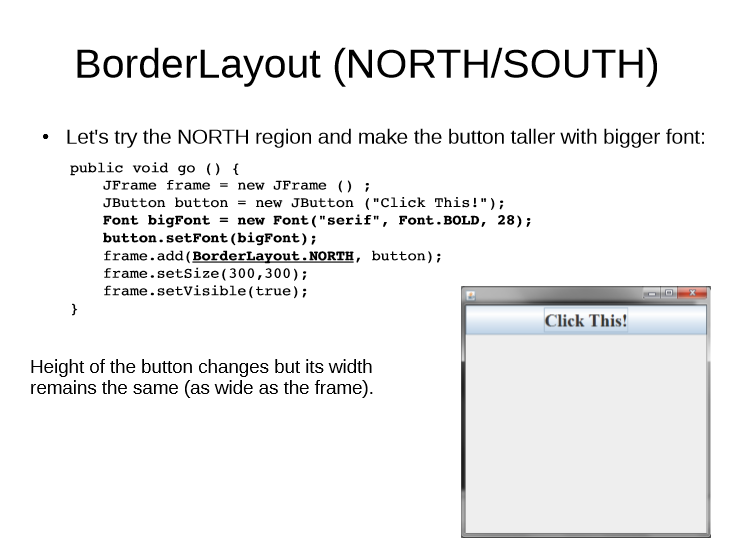 BorderLayout (NORTH/SOUTH)
• Let's try the NORTH region and make the button taller with bigger font:
public void go () {
JFrame frame = new JFrame () ;
JButton button = new JButton ("Click This!");
Font bigFont = new Font("serif", Font.BOLD, 28);
button.setFont(bigFont);
frame.add(BorderLayout.NORTH, button);
frame.setSize(300,300);
frame.setVisible(true);
}
Click This!
Height of the button changes but its width
remains the same (as wide as the frame).